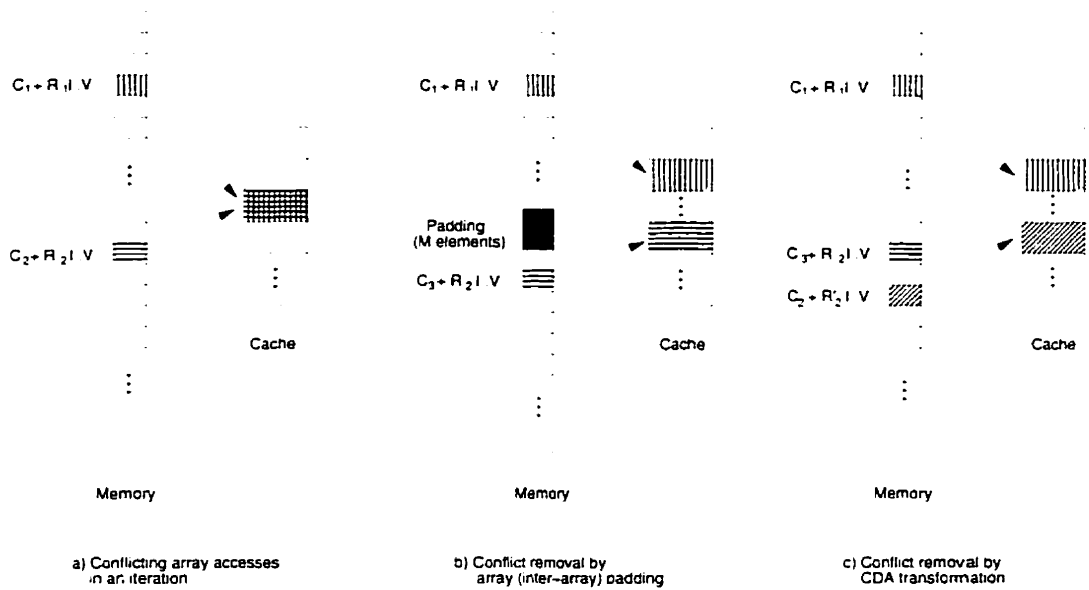 C₁ + R₁I . V
C₂ + R₂I . V
Cache
Memory
a) Conflicting array accesses
in an iteration
C₁ + R₁I . V
Padding
(M elements)
C₃ + R₂I . V
Cache
Memory
b) Conflict removal by
array (inter-array) padding
C₁ + R₁I . V
C₃ + R₂I . V
C₂ + R'₂I . V
Cache
Memory
c) Conflict removal by
CDA transformation